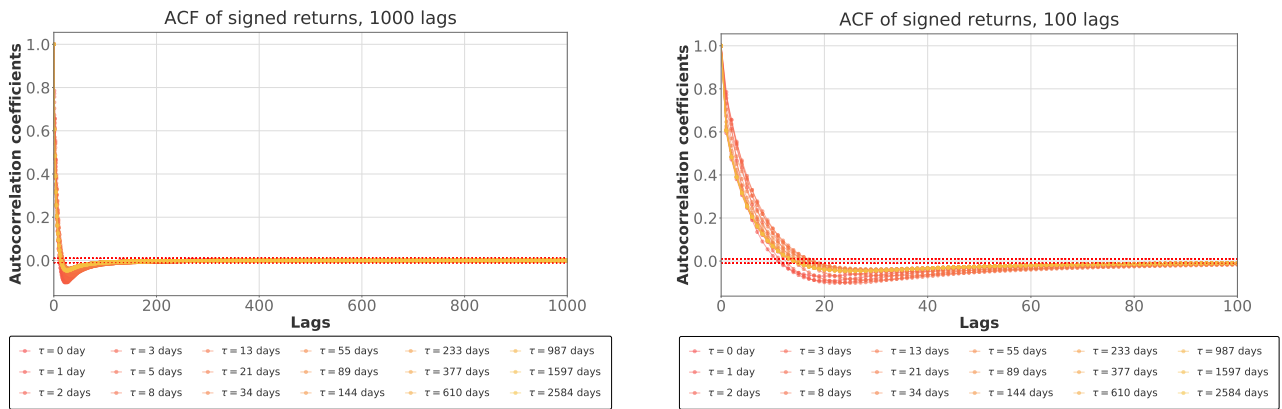 ACF of signed returns, 1000 lags
Autocorrelation coefficients
1.0
0.8
0.6
0.4
0.2
0.0
0 200 400 600 800 1000
Lags
τ = 0 day τ = 3 days τ = 13 days τ = 55 days τ = 233 days τ = 987 days
τ = 1 day τ = 5 days τ = 21 days τ = 89 days τ = 377 days τ = 1597 days
τ = 2 days τ = 8 days τ = 34 days τ = 144 days τ = 610 days τ = 2584 days
ACF of signed returns, 100 lags
Autocorrelation coefficients
1.0
0.8
0.6
0.4
0.2
0.0
0 20 40 60 80 100
Lags
τ = 0 day τ = 3 days τ = 13 days τ = 55 days τ = 233 days τ = 987 days
τ = 1 day τ = 5 days τ = 21 days τ = 89 days τ = 377 days τ = 1597 days
τ = 2 days τ = 8 days τ = 34 days τ = 144 days τ = 610 days τ = 2584 days